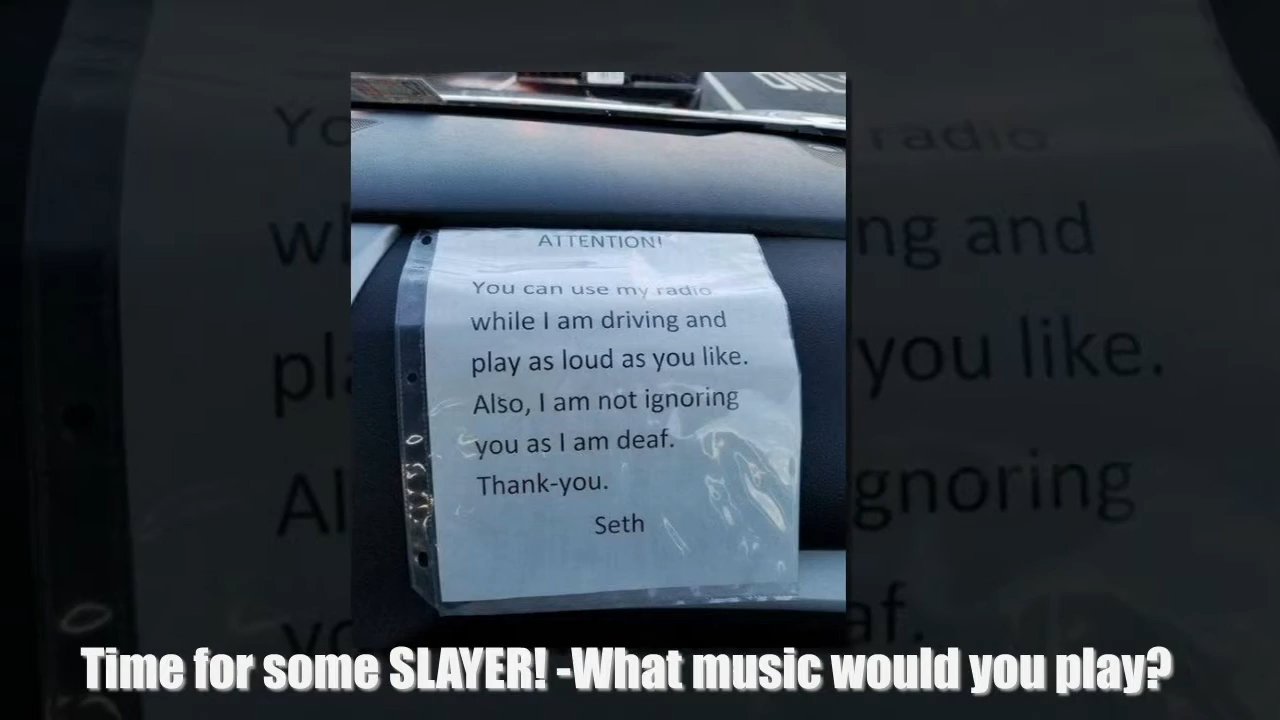 ATTENTION!
You can use my radio
while I am driving and
play as loud as you like.
Also, I am not ignoring
you as I am deaf.
Thank-you.
Seth
Time for some SLAYER! -What music would you play?